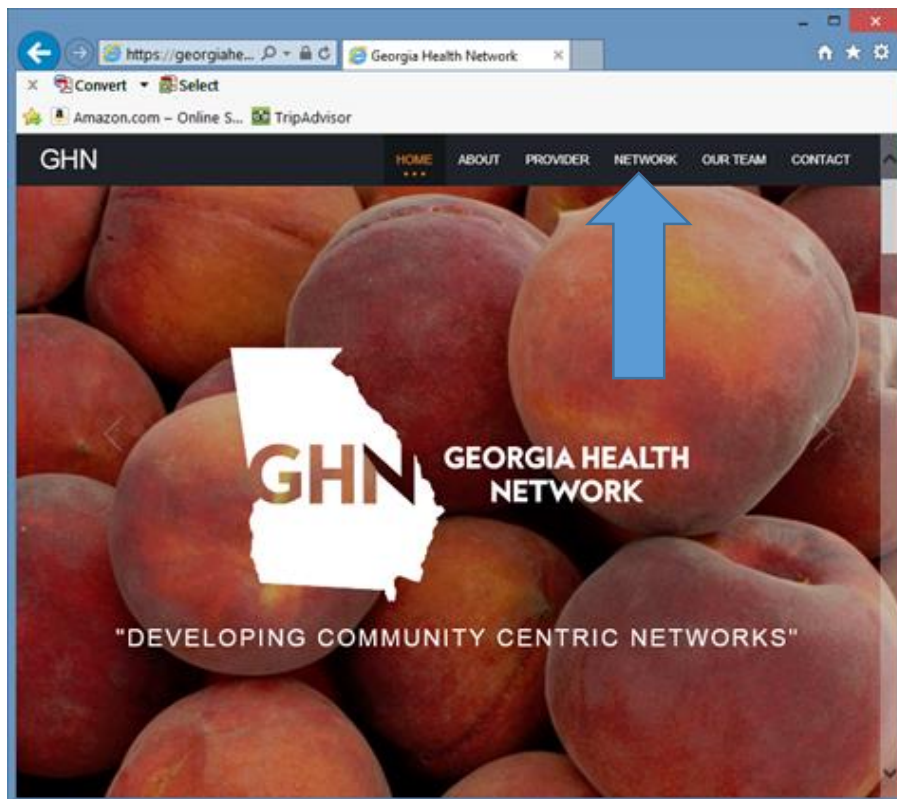 https://georgiahe...
Georgia Health Network
Convert
Select
Amazon.com – Online S...
TripAdvisor
GHN
HOME
ABOUT
PROVIDER
NETWORK
OUR TEAM
CONTACT
GHN
GEORGIA HEALTH
NETWORK
"DEVELOPING COMMUNITY CENTRIC NETWORKS"